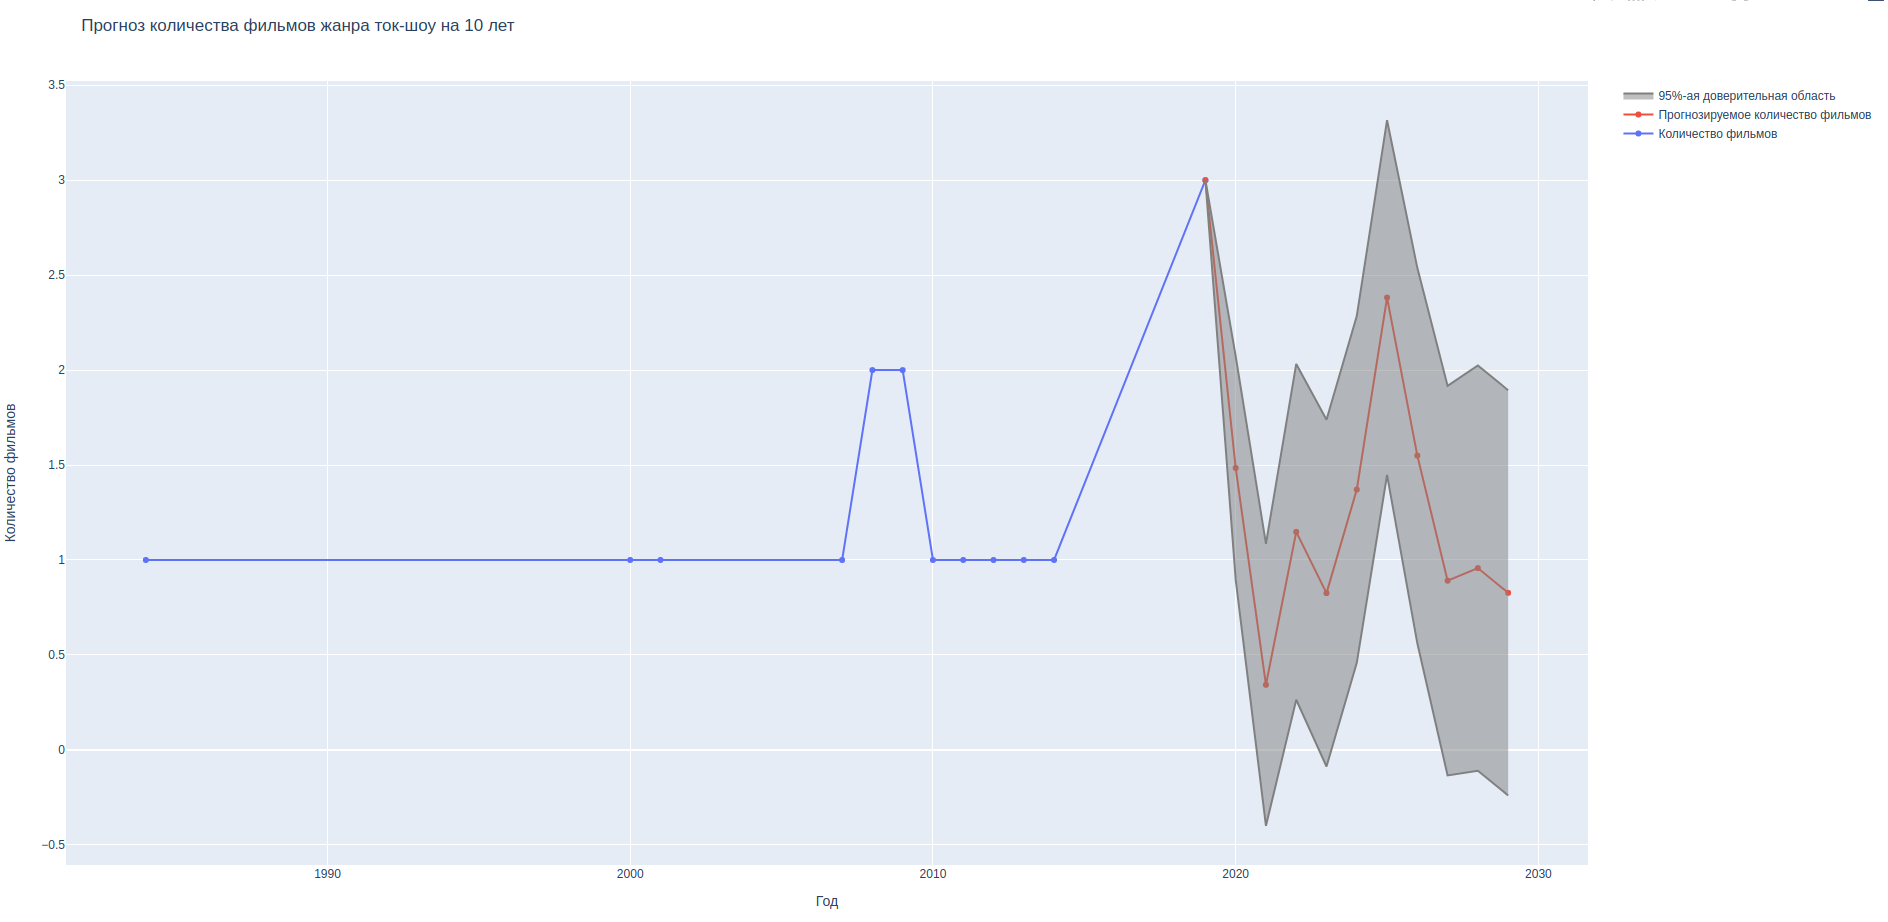 Прогноз количества фильмов жанра ток-шоу на 10 лет
3.5
3
2.5
2
1.5
1
0.5
0
−0.5
Количество фильмов
1990
2000
2010
2020
2030
Год
95%-ая доверительная область
Прогнозируемое количество фильмов
Количество фильмов